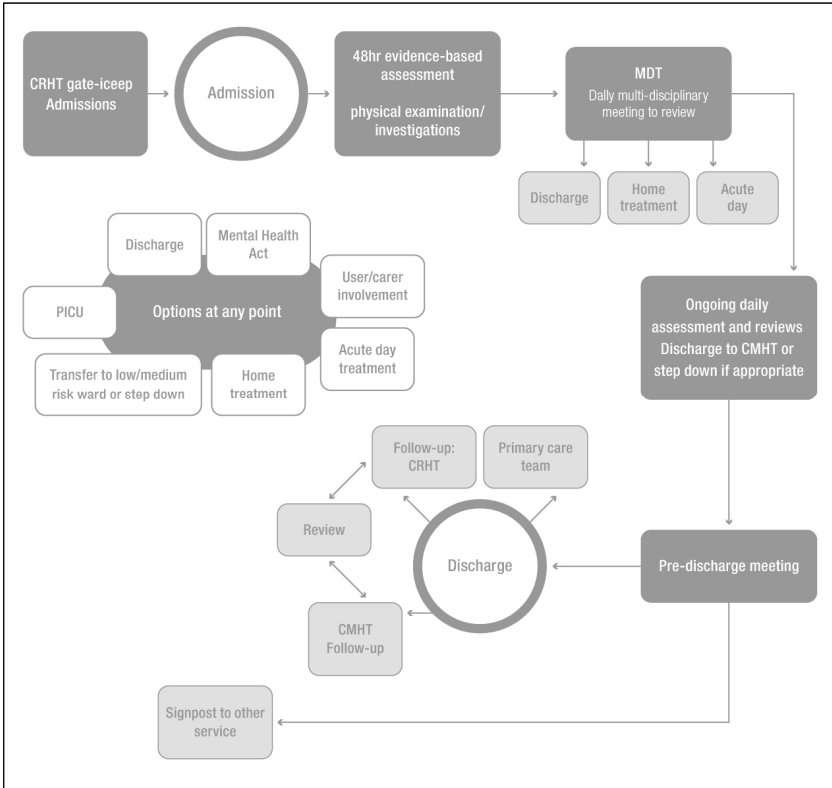 CRHT gate-iceep
Admissions
Admission
48hr evidence-based
assessment
physical examination/
investigations
MDT
Daily multi-disciplinary
meeting to review
Discharge
Home
treatment
Acute
day
Discharge
Mental Health
Act
User/carer
involvement
PICU
Options at any point
Acute day
treatment
Transfer to low/medium
risk ward or step down
Home
treatment
Ongoing daily
assessment and reviews
Discharge to CMHT or
step down if appropriate
Follow-up:
CRHT
Primary care
team
Review
Discharge
Pre-discharge meeting
CMHT
Follow-up
Signpost to other
service